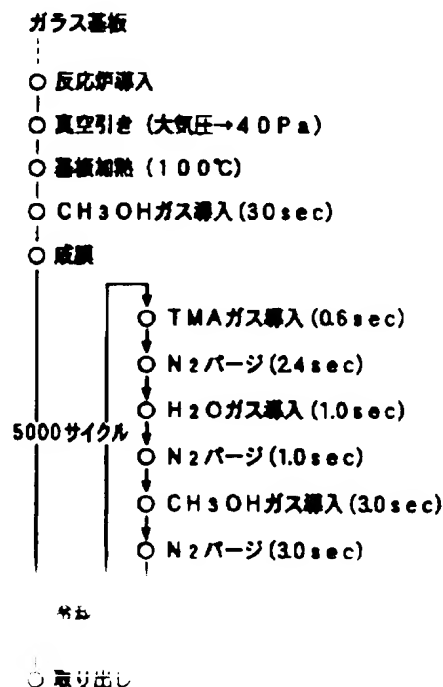 ガラス基板
反応炉導入
真空引き (大気圧→40Pa)
基板加熱 (100℃)
CH3OHガス導入 (30sec)
成膜
TMAガス導入 (0.6sec)
N2パージ (2.4sec)
H2Oガス導入 (1.0sec)
5000サイクル
N2パージ (1.0sec)
CH3OHガス導入 (3.0sec)
N2パージ (3.0sec)
取り出し